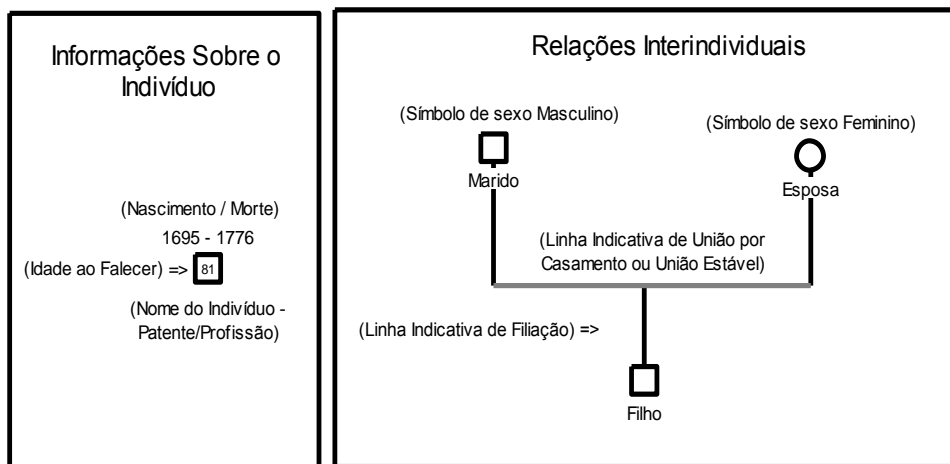 Informações Sobre o
Indivíduo
(Nascimento / Morte)
1695 - 1776
(Idade ao Falecer) => 81
(Nome do Indivíduo -
Patente/Profissão)
Relações Interindividuais
(Símbolo de sexo Masculino)
(Símbolo de sexo Feminino)
Marido
Esposa
(Linha Indicativa de União por
Casamento ou União Estável)
(Linha Indicativa de Filiação) =>
Filho